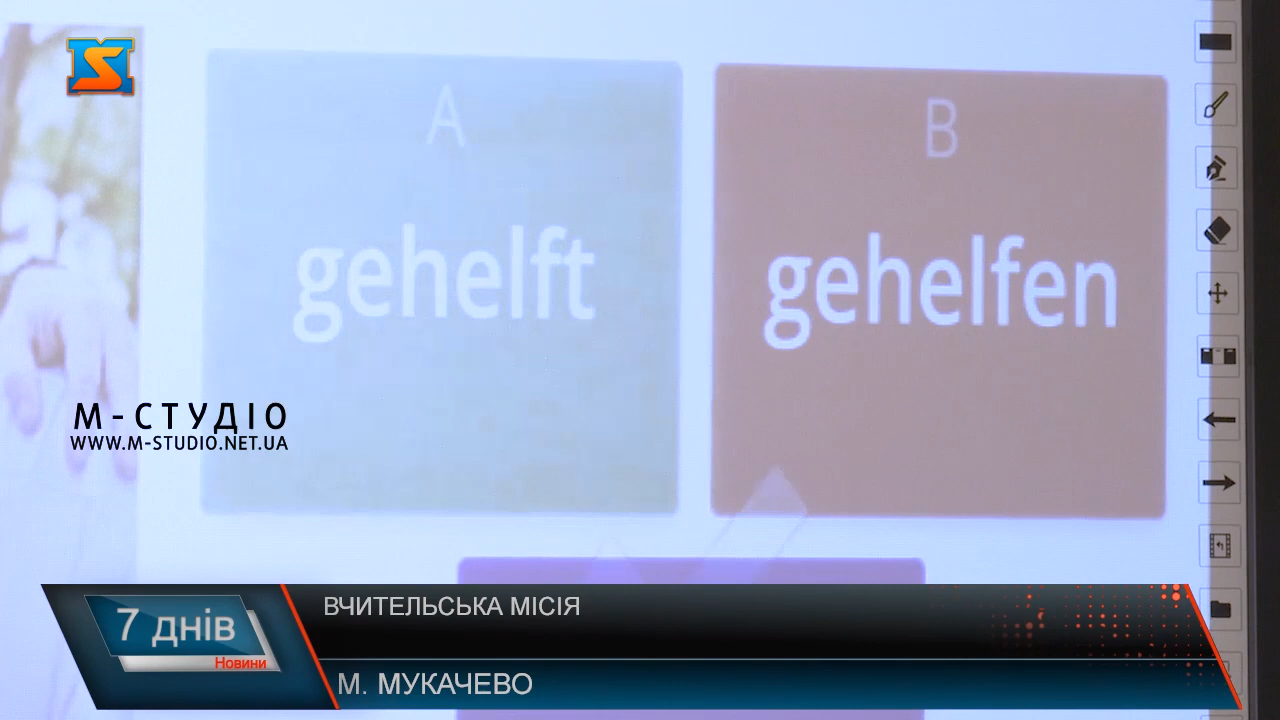 A
B
gehelft
gehelfen
М-СТУДІО
WWW.M-STUDIO.NET.UA
7 днів
Новини
ВЧИТЕЛЬСЬКА МІСІЯ
М. МУКАЧЕВО